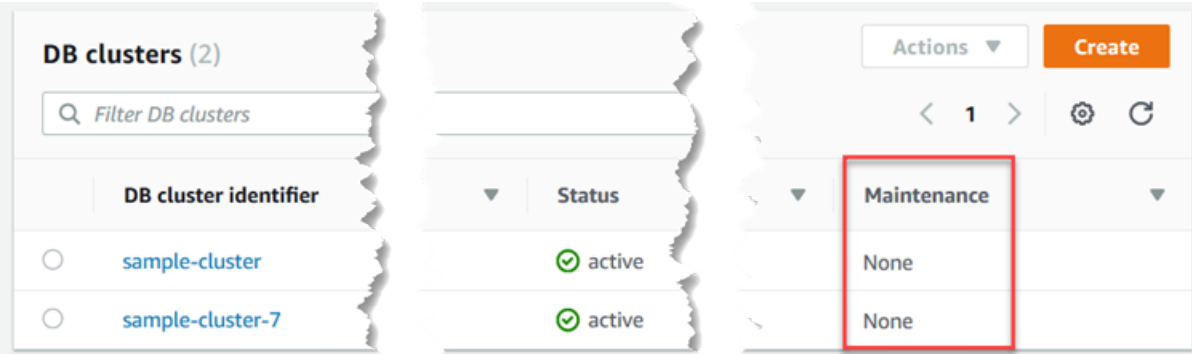 DB clusters (2)
Actions
Create
Filter DB clusters
1
DB cluster identifier
Status
Maintenance
sample-cluster
active
None
sample-cluster-7
active
None